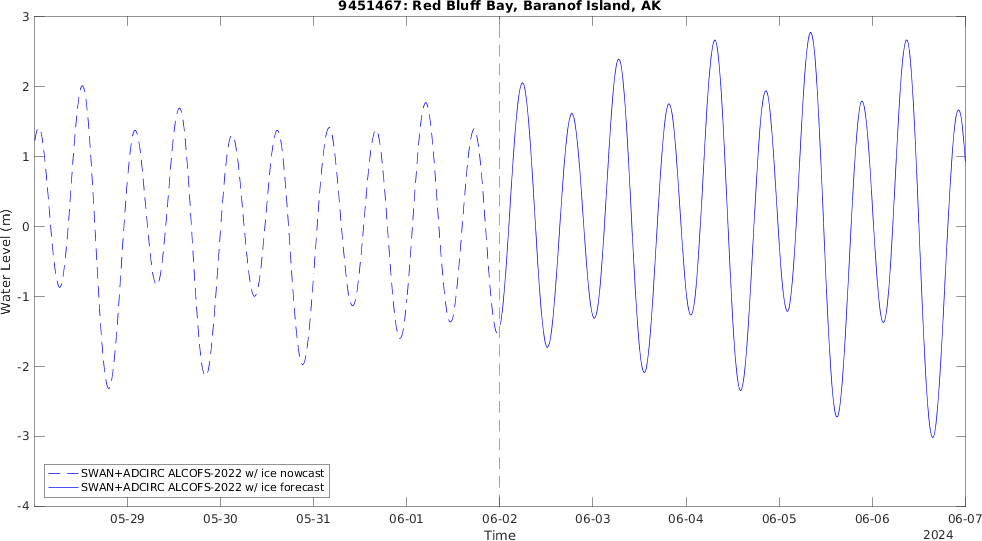 9451467: Red Bluff Bay, Baranof Island, AK
3
2
1
0
-1
-2
-3
-4
Water Level (m)
SWAN+ADCIRC ALCOFS-2022 w/ ice nowcast
SWAN+ADCIRC ALCOFS-2022 w/ ice forecast
05-29 05-30 05-31 06-01 06-02 06-03 06-04 06-05 06-06 06-07
Time
2024